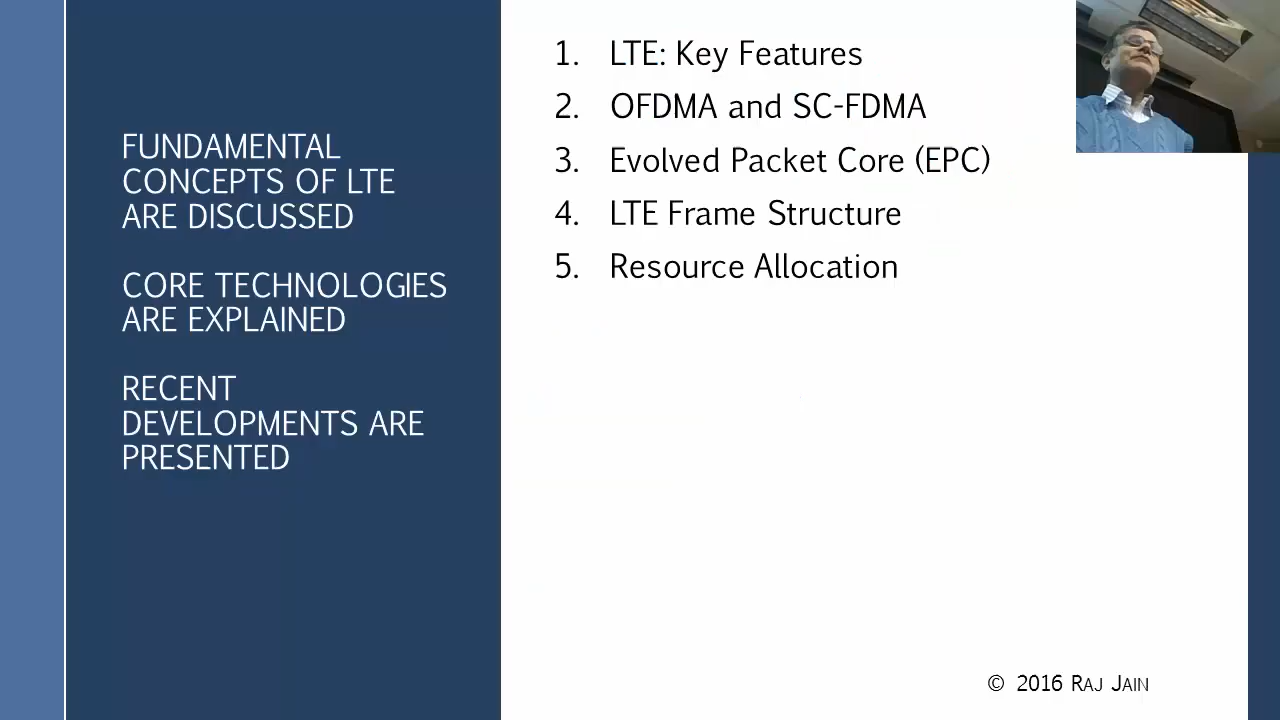 FUNDAMENTAL
CONCEPTS OF LTE
ARE DISCUSSED
CORE TECHNOLOGIES
ARE EXPLAINED
RECENT
DEVELOPMENTS ARE
PRESENTED
1. LTE: Key Features
2. OFDMA and SC-FDMA
3. Evolved Packet Core (EPC)
4. LTE Frame Structure
5. Resource Allocation
© 2016 RAJ JAIN